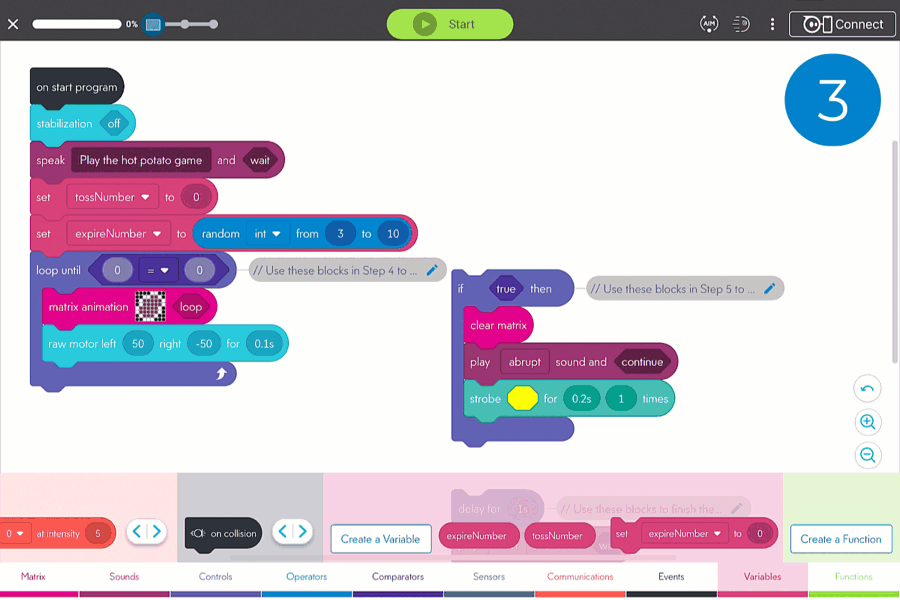 0% Start AIM Connect
3
on start program
stabilization off
speak Play the hot potato game and wait
set tossNumber to 0
set expireNumber to random int from 3 to 10
loop until 0 = 0 // Use these blocks in Step 4 to ...
if true then // Use these blocks in Step 5 to ...
matrix animation loop
clear matrix
raw motor left 50 right -50 for 0.1s
play abrupt sound and continue
strobe for 0.2s 1 times
delay for 1s // Use these blocks to finish the...
0 at intensity 5
on collision
Create a Variable
expireNumber
tossNumber
set expireNumber to 0
Create a Function
Matrix Sounds Controls Operators Comparators Sensors Communications Events Variables Functions